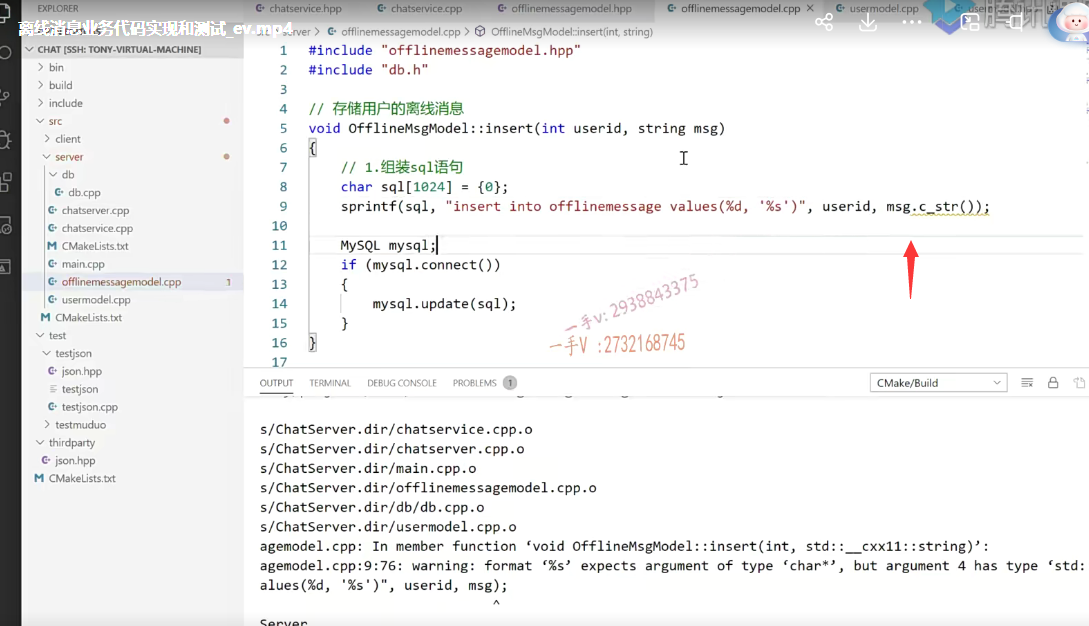 EXPLORER
chatservice.hpp
chatservice.cpp
offlinemessagemodel.hpp
offlinemessagemodel.cpp
usermodel.cpp
离线消息业务代码实现和测试_ev.mp4
server > offlinemessagemodel.cpp > OfflineMsgModel::insert(int, string)
CHAT [SSH: TONY-VIRTUAL-MACHINE]
bin
build
include
src
client
server
db
db.cpp
chatserver.cpp
chatservice.cpp
CMakeLists.txt
main.cpp
offlinemessagemodel.cpp 1
usermodel.cpp
CMakeLists.txt
test
testjson
json.hpp
testjson
testjson.cpp
testmuduo
thirdparty
json.hpp
CMakeLists.txt
1 #include "offlinemessagemodel.hpp"
2 #include "db.h"
3
4 // 存储用户的离线消息
5 void OfflineMsgModel::insert(int userid, string msg)
6 {
7 // 1.组装sql语句
8 char sql[1024] = {0};
9 sprintf(sql, "insert into offlinemessage values(%d, '%s')", userid, msg.c_str());
10
11 MySQL mysql;
12 if (mysql.connect())
13 {
14 mysql.update(sql);
15 }
16 }
17
一手v: 2938843375
一手V :2732168745
OUTPUT TERMINAL DEBUG CONSOLE PROBLEMS 1
CMake/Build
s/ChatServer.dir/chatservice.cpp.o
s/ChatServer.dir/chatserver.cpp.o
s/ChatServer.dir/main.cpp.o
s/ChatServer.dir/offlinemessagemodel.cpp.o
s/ChatServer.dir/db/db.cpp.o
s/ChatServer.dir/usermodel.cpp.o
agemodel.cpp: In member function ‘void OfflineMsgModel::insert(int, std::__cxx11::string)’:
agemodel.cpp:9:76: warning: format ‘%s’ expects argument of type ‘char*’, but argument 4 has type ‘std:
alues(%d, '%s')", userid, msg);
^
Server